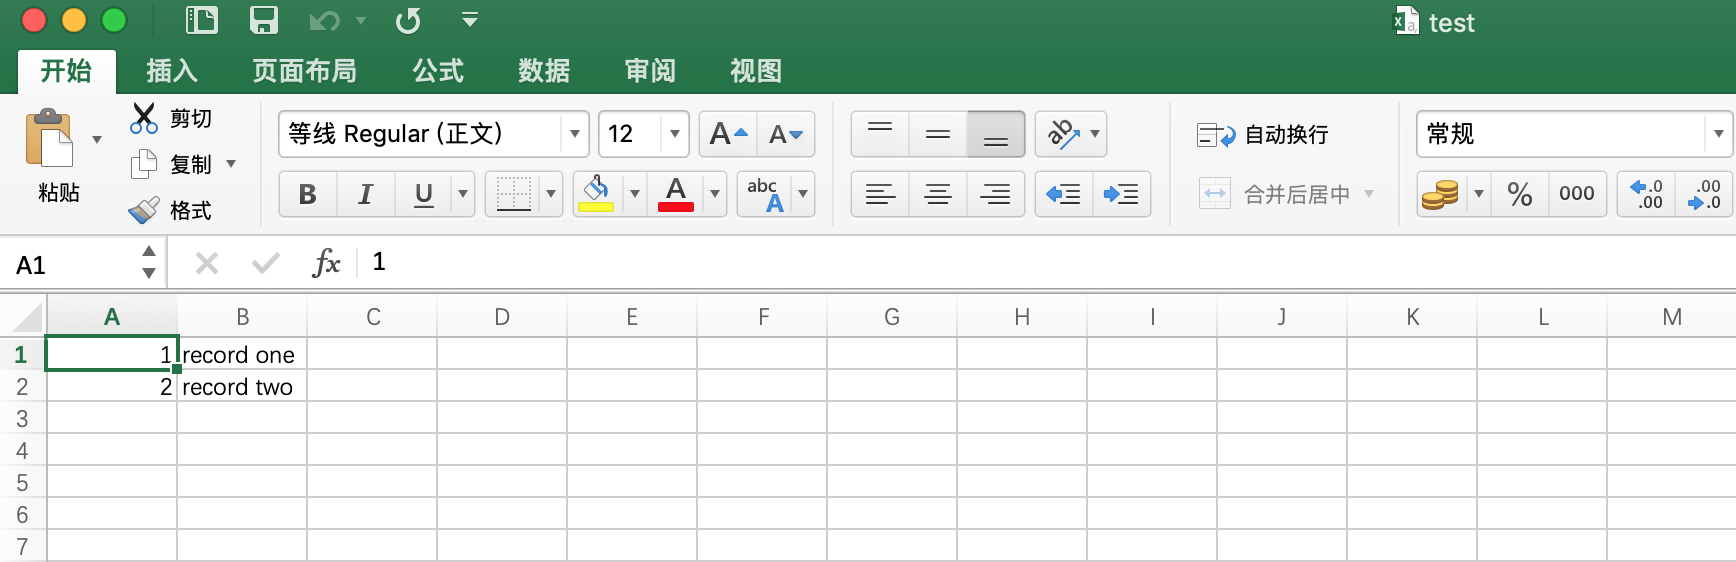 test
开始 插入 页面布局 公式 数据 审阅 视图
粘贴
剪切
复制
格式
等线 Regular (正文) 12 A A
B I U A abc A
ab
自动换行
合并后居中
常规
% 000 .0 .00 .00 .0
A1 fx 1
A B C D E F G H I J K L M
1 1 record one
2 2 record two
3
4
5
6
7